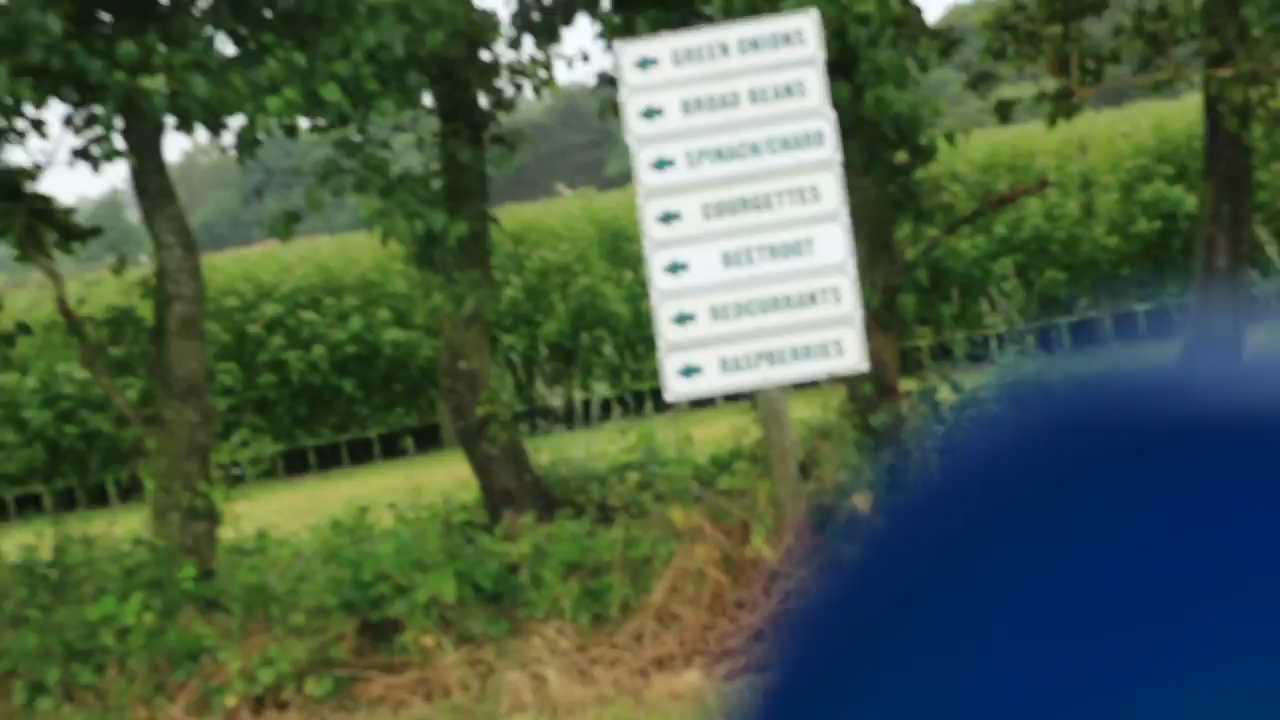 GREEN ONIONS
BROAD BEANS
SPINACH/CHARD
COURGETTES
BEETROOT
REDCURRANTS
RASPBERRIES